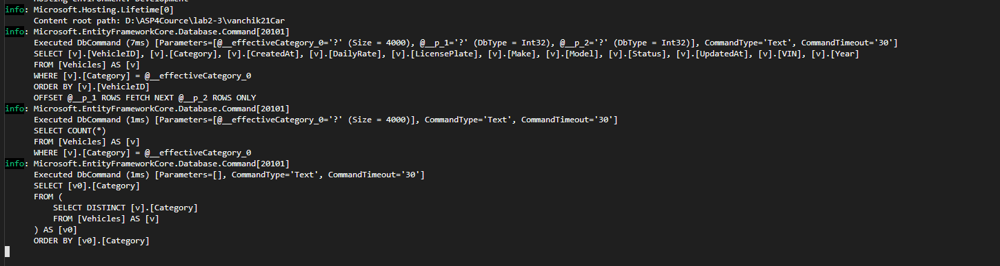 Hosting environment: Development
info: Microsoft.Hosting.Lifetime[0]
Content root path: D:\ASP4Cource\lab2-3\vanchik21Car
info: Microsoft.EntityFrameworkCore.Database.Command[20101]
Executed DbCommand (7ms) [Parameters=[@__effectiveCategory_0='?' (Size = 4000), @__p_1='?' (DbType = Int32), @__p_2='?' (DbType = Int32)], CommandType='Text', CommandTimeout='30']
SELECT [v].[VehicleID], [v].[Category], [v].[CreatedAt], [v].[DailyRate], [v].[LicensePlate], [v].[Make], [v].[Model], [v].[Status], [v].[UpdatedAt], [v].[VIN], [v].[Year]
FROM [Vehicles] AS [v]
WHERE [v].[Category] = @__effectiveCategory_0
ORDER BY [v].[VehicleID]
OFFSET @__p_1 ROWS FETCH NEXT @__p_2 ROWS ONLY
info: Microsoft.EntityFrameworkCore.Database.Command[20101]
Executed DbCommand (1ms) [Parameters=[@__effectiveCategory_0='?' (Size = 4000)], CommandType='Text', CommandTimeout='30']
SELECT COUNT(*)
FROM [Vehicles] AS [v]
WHERE [v].[Category] = @__effectiveCategory_0
info: Microsoft.EntityFrameworkCore.Database.Command[20101]
Executed DbCommand (1ms) [Parameters=[], CommandType='Text', CommandTimeout='30']
SELECT [v0].[Category]
FROM (
SELECT DISTINCT [v].[Category]
FROM [Vehicles] AS [v]
) AS [v0]
ORDER BY [v0].[Category]